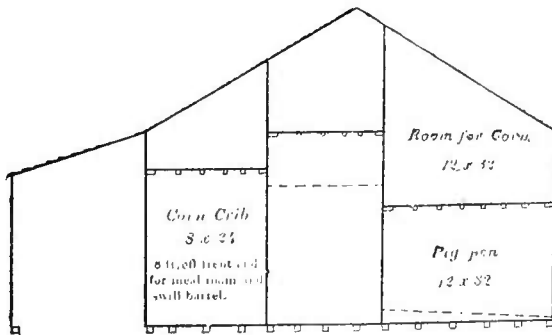 Corn Crib
8 x 24
8 ft. off front end
for meal room and
swill barrel.
Room for Corn.
12 x 32
Pig pen
12 x 32